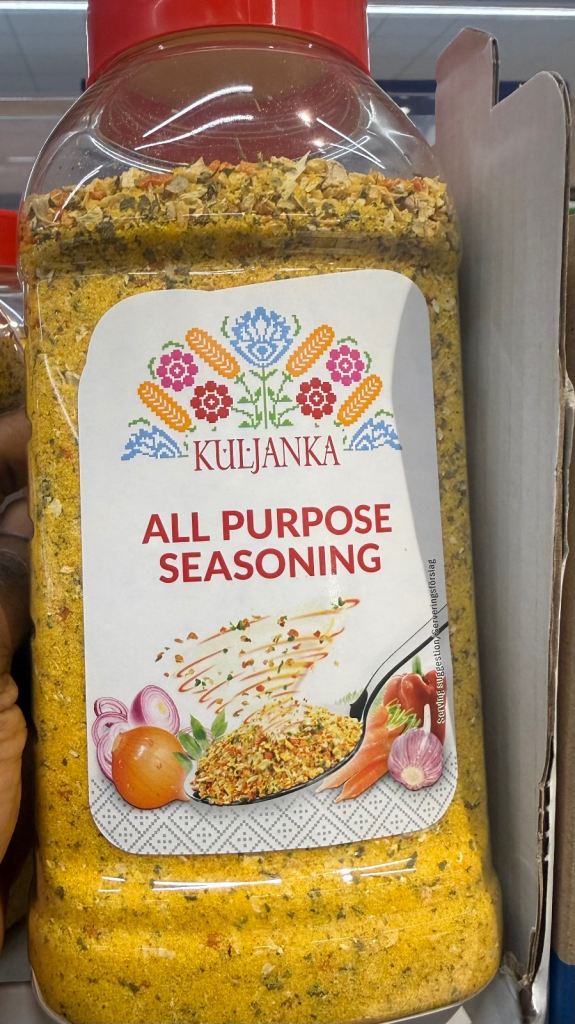 KULJANKA
ALL PURPOSE
SEASONING
Serving suggestion/Serveringsförslag